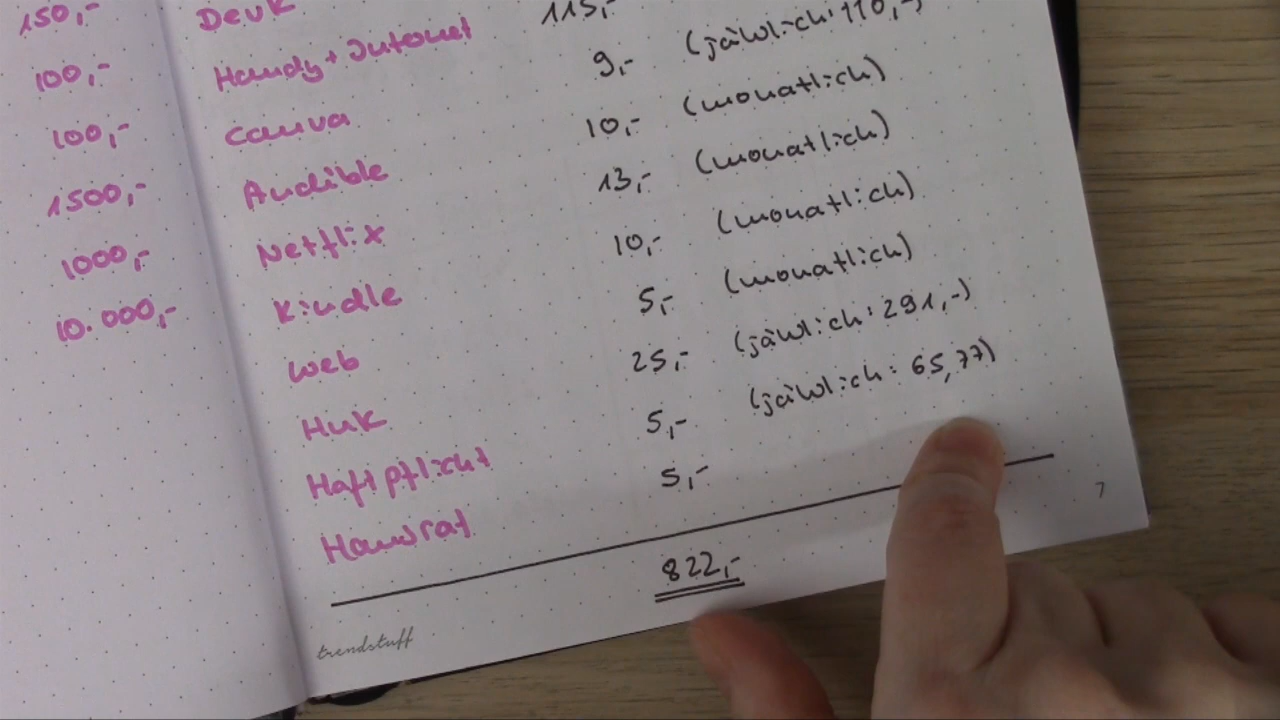 150,-
100,-
100,-
1500,-
1000,-
10.000,-
Devk
Handy + Internet 115,-
Canva 9,- (jährlich: 110,-)
Audible 10,- (monatlich)
Netflix 13,- (monatlich)
Kindle 10,- (monatlich)
Web 5,- (monatlich)
Huk 25,- (jährlich: 291,-)
Haftpflicht 5,- (jährlich: 65,77)
Hausrat 5,-
822,-
trendstuff
7